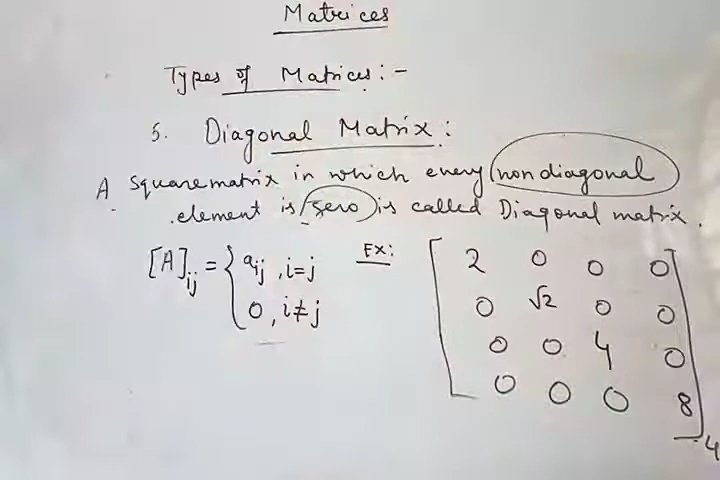 Matrices
Types of Matrices:-
5. Diagonal Matrix:
A square matrix in which every non diagonal
element is zero is called Diagonal matrix.
[A]ij = { aij , i=j
0 , i≠j
Ex:
2 0 0 0
0 √2 0 0
0 0 4 0
0 0 0 8
4